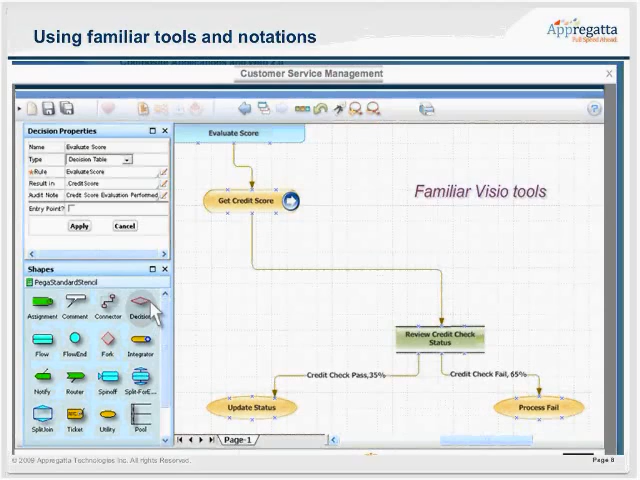 Using familiar tools and notations
Appregatta
Full Speed Ahead.
Customer Service Management
X
Decision Properties
Name
Evaluate Score
Type
Decision Table
Rule
EvaluateScore
Result in
.CreditScore
Audit Note
Credit Score Evaluation Performed
Entry Point?
Apply
Cancel
Shapes
PegaStandardStencil
Assignment
Comment
Connector
Decision
Flow
FlowEnd
Fork
Integrator
Notify
Router
Spinoff
Split-ForE...
SplitJoin
Ticket
Utility
Pool
Evaluate Score
Get Credit Score
Familiar Visio tools
Review Credit Check
Status
Credit Check Pass,35%
Credit Check Fail, 65%
Update Status
Process Fail
Page-1
© 2009 Appregatta Technologies Inc. All rights Reserved.
Page 8